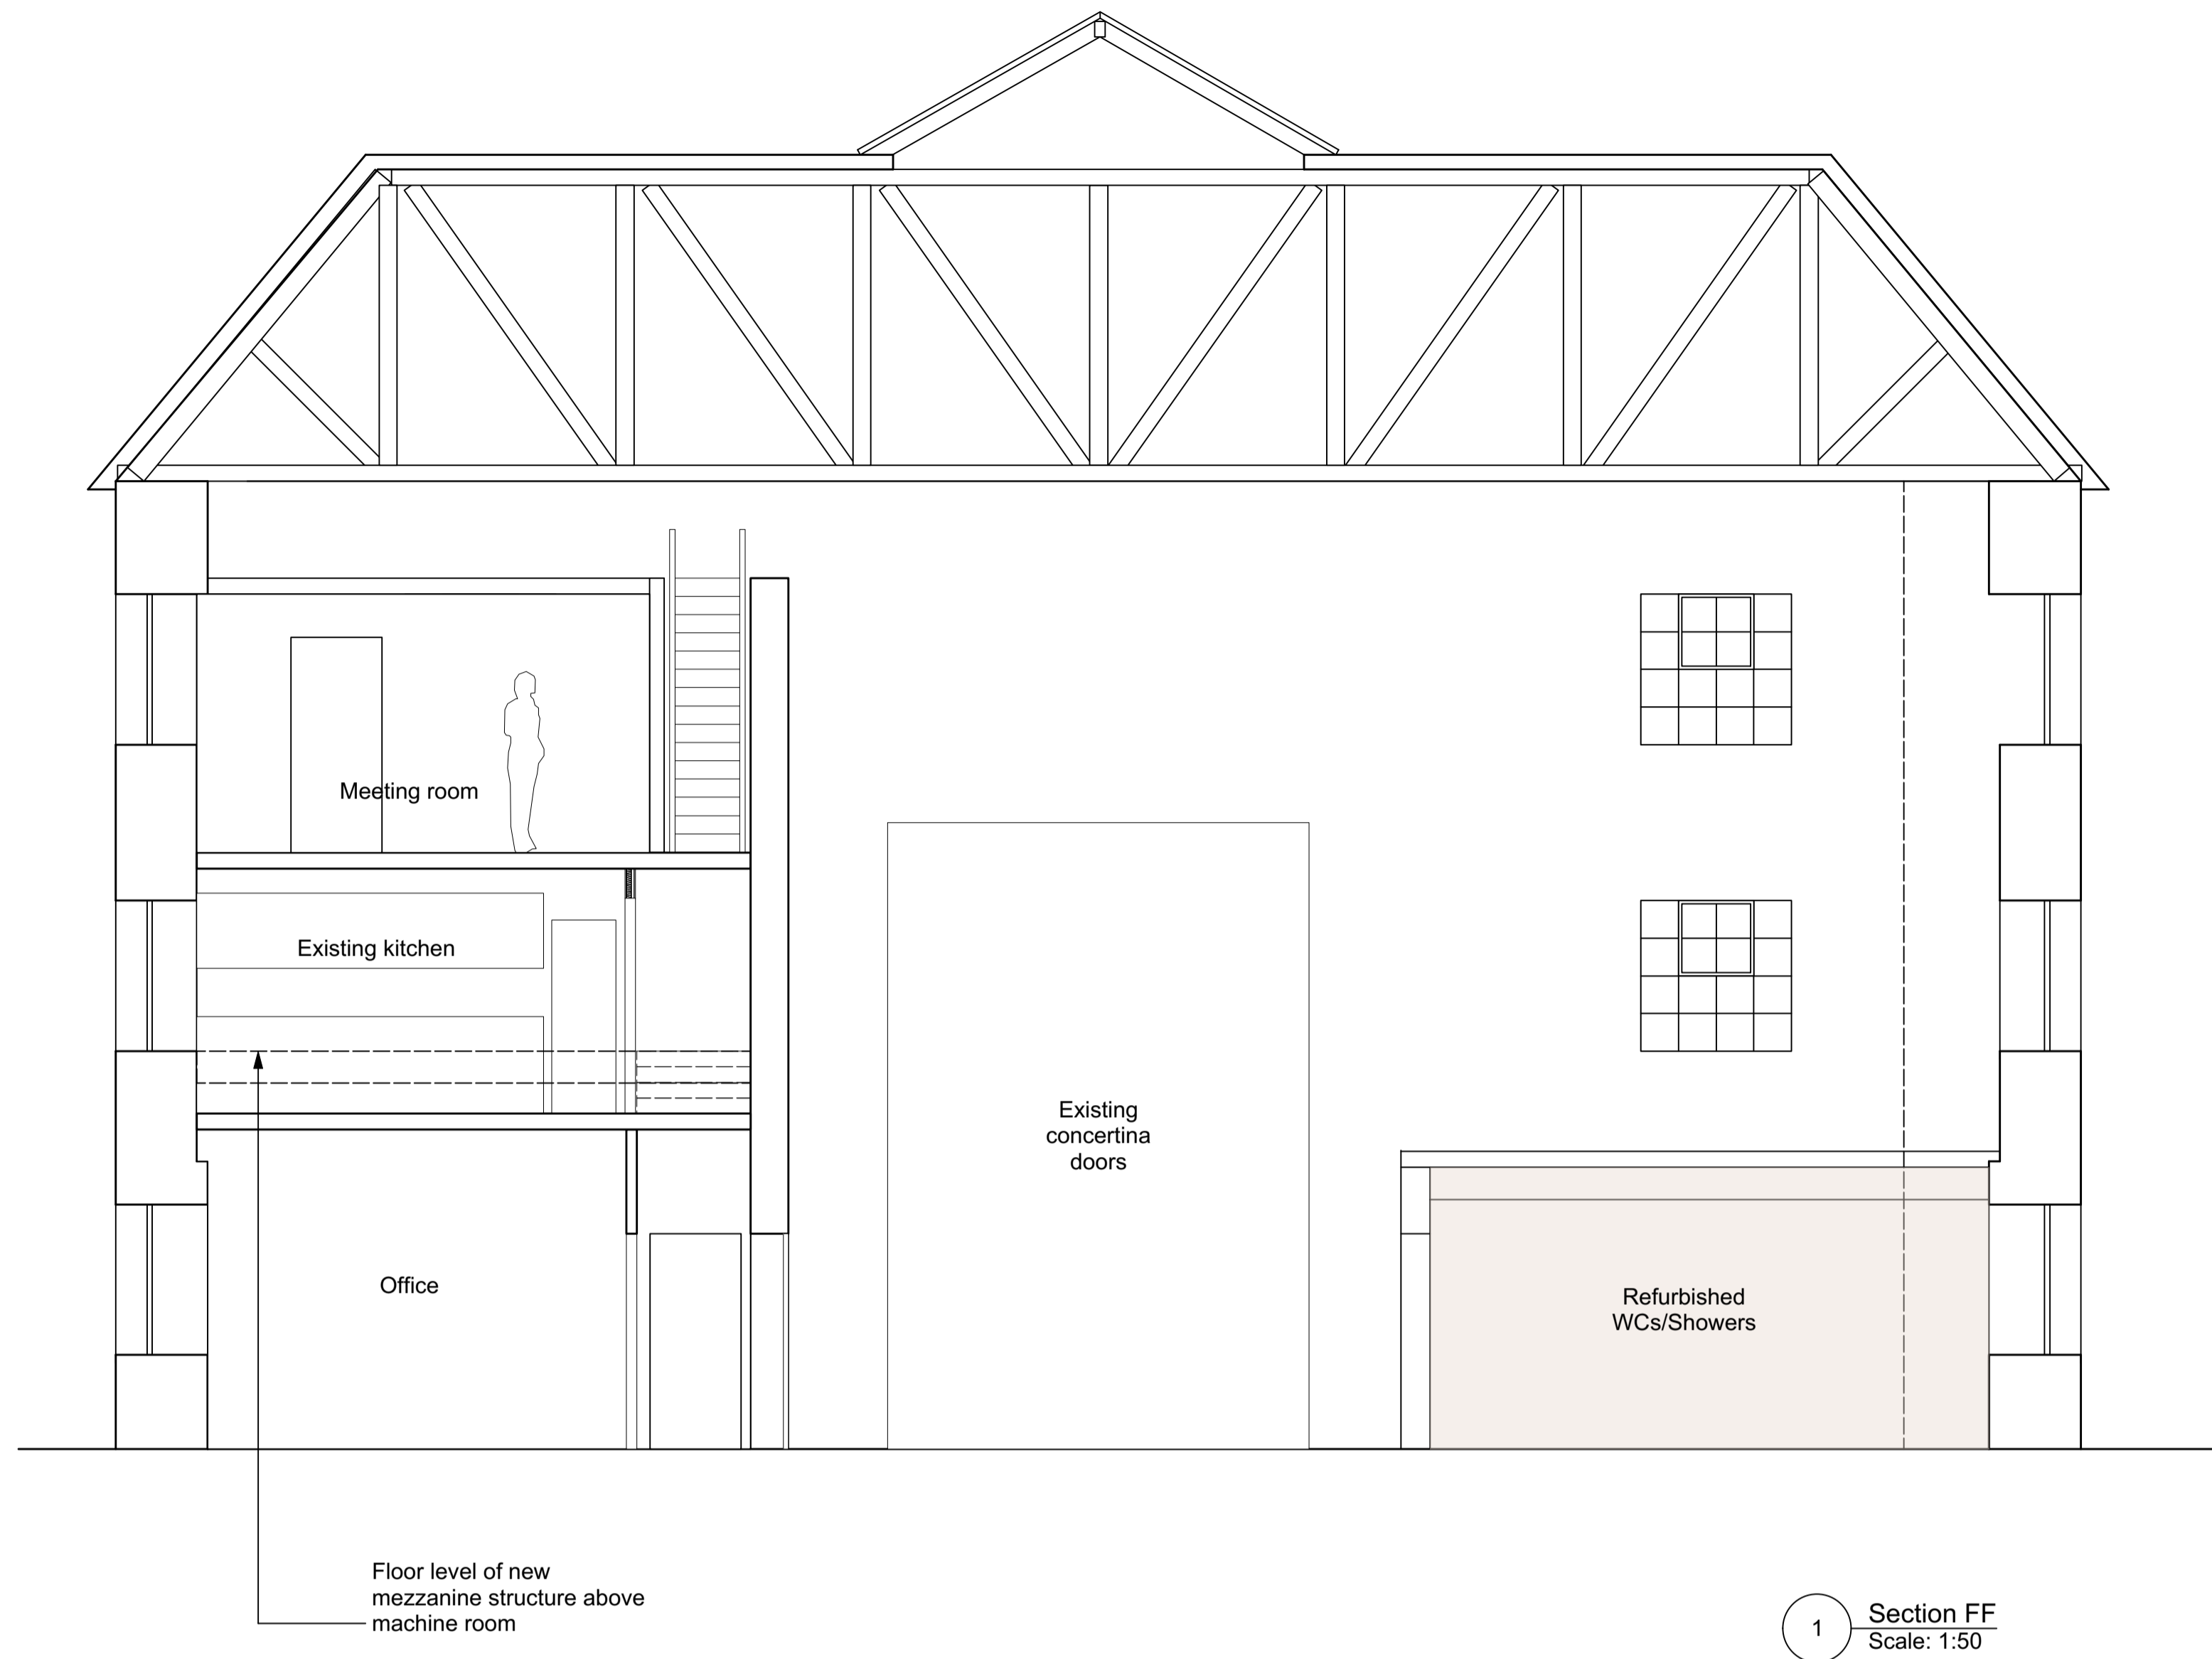 Meeting room
Existing kitchen
Existing
concertina
doors
Office
Refurbished
WCs/Showers
Floor level of new
mezzanine structure above
machine room
1
Section FF
Scale: 1:50